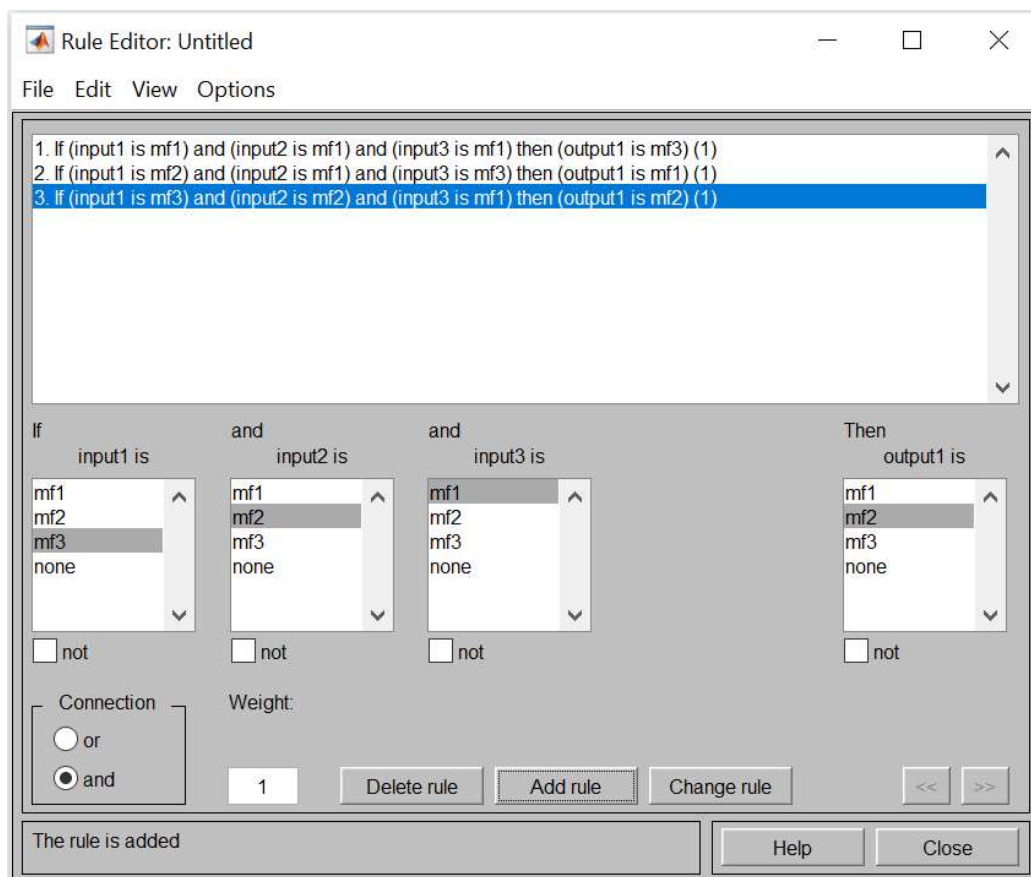 Rule Editor: Untitled
File Edit View Options
1. If (input1 is mf1) and (input2 is mf1) and (input3 is mf1) then (output1 is mf3) (1)
2. If (input1 is mf2) and (input2 is mf1) and (input3 is mf3) then (output1 is mf1) (1)
3. If (input1 is mf3) and (input2 is mf2) and (input3 is mf1) then (output1 is mf2) (1)
If and and Then
input1 is input2 is input3 is output1 is
mf1 mf1 mf1 mf1
mf2 mf2 mf2 mf2
mf3 mf3 mf3 mf3
none none none none
not not not not
Connection Weight:
or
and 1 Delete rule Add rule Change rule << >>
The rule is added Help Close